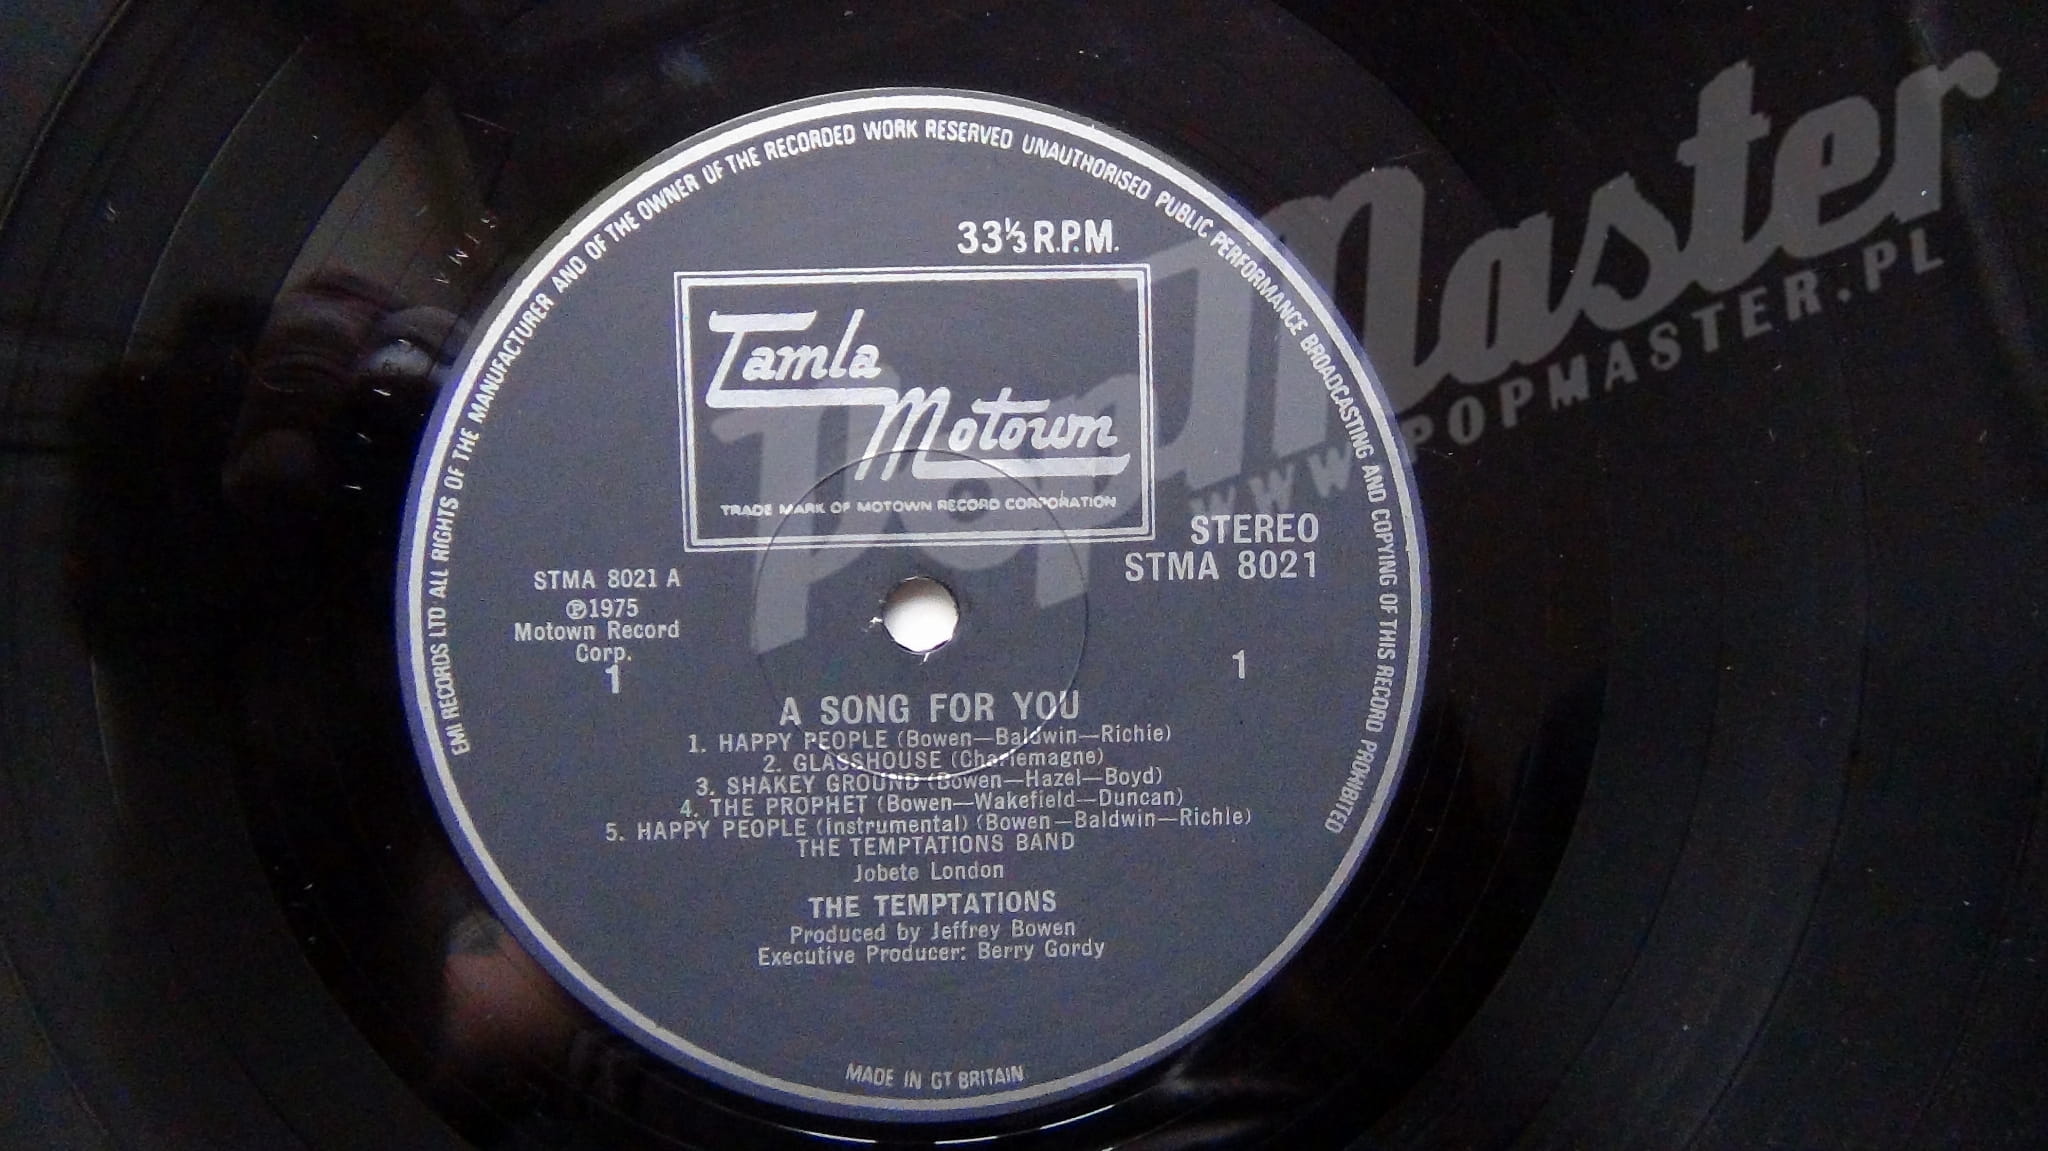 EMI RECORDS LTD ALL RIGHTS OF THE MANUFACTURER AND OF THE OWNER OF THE RECORDED WORK RESERVED UNAUTHORISED PUBLIC PERFORMANCE BROADCASTING AND COPYING OF THIS RECORD PROHIBITED
33⅓ R.P.M.
Tamla
Motown
TRADE MARK OF MOTOWN RECORD CORPORATION
STEREO
STMA 8021
STMA 8021 A
℗1975
Motown Record
Corp.
1
1
A SONG FOR YOU
1. HAPPY PEOPLE (Bowen—Baldwin—Richie)
2. GLASSHOUSE (Charlemagne)
3. SHAKEY GROUND (Bowen—Hazel—Boyd)
4. THE PROPHET (Bowen—Wakefield—Duncan)
5. HAPPY PEOPLE (Instrumental) (Bowen—Baldwin—Richie)
THE TEMPTATIONS BAND
Jobete London
THE TEMPTATIONS
Produced by Jeffrey Bowen
Executive Producer: Berry Gordy
MADE IN GT BRITAIN
PopMaster
WWW.POPMASTER.PL
STMA